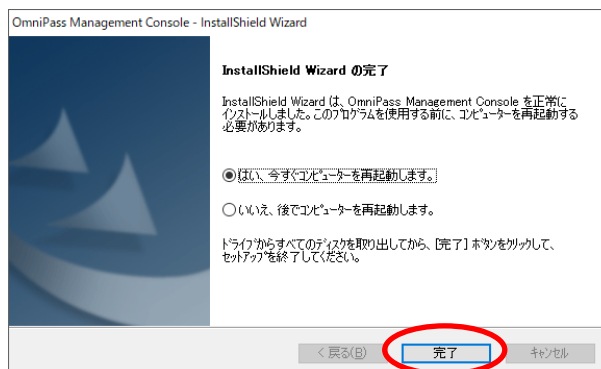 OmniPass Management Console - InstallShield Wizard
InstallShield Wizard の完了
InstallShield Wizard は、OmniPass Management Console を正常に
インストールしました。このプログラムを使用する前に、コンピューターを再起動する
必要があります。
はい、今すぐコンピューターを再起動します。
いいえ、後でコンピューターを再起動します。
ドライブからすべてのディスクを取り出してから、[完了] ボタンをクリックして、
セットアップを終了してください。
< 戻る(B)
完了
キャンセル